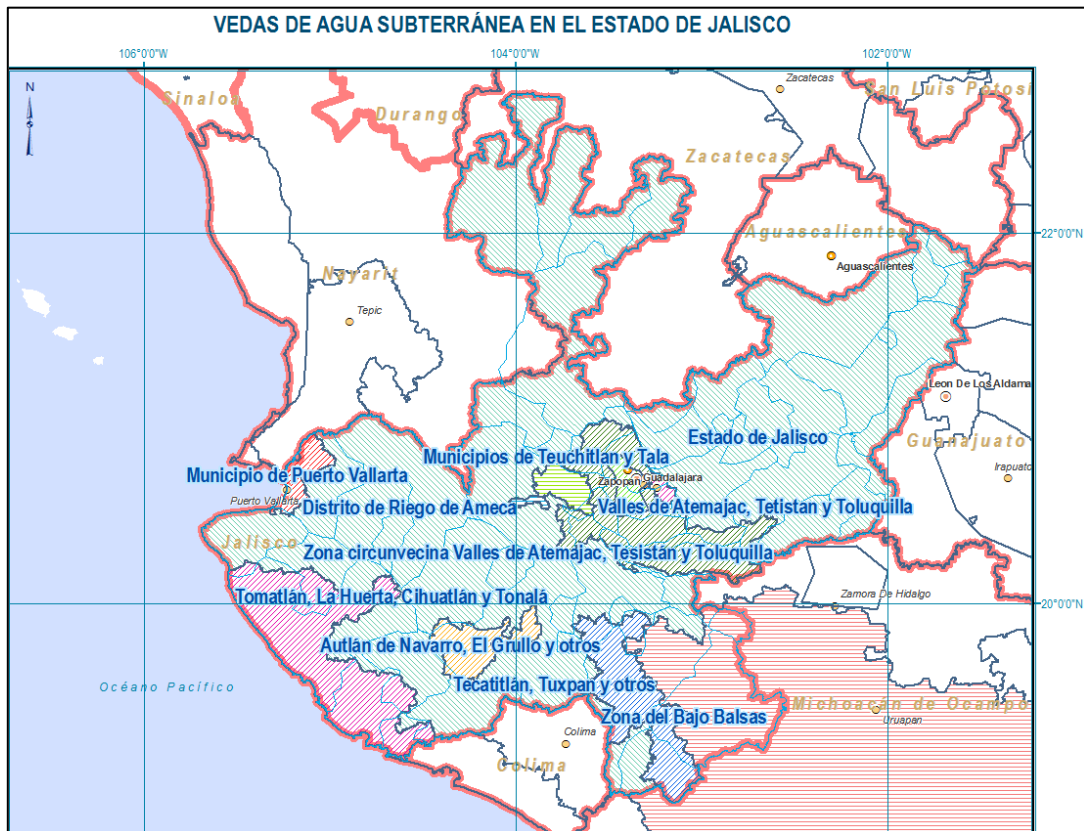 VEDAS DE AGUA SUBTERRÁNEA EN EL ESTADO DE JALISCO
106°0'0"W
104°0'0"W
102°0'0"W
N
Sinaloa
Durango
Zacatecas
San Luis Potosí
Zacatecas
22°0'0"N
Aguascalientes
Aguascalientes
Nayarit
Tepic
Leon De Los Aldama
Estado de Jalisco
Guanajuato
Municipios de Teuchitlan y Tala
Irapuato
Municipio de Puerto Vallarta
Zapopan
Guadalajara
Puerto Vallarta
Distrito de Riego de Ameca
Valles de Atemajac, Tetistan y Toluquilla
Jalisco
Zona circunvecina Valles de Atemajac, Tesistán y Toluquilla
Tomatlán, La Huerta, Cihuatlán y Tonalá
Zamora De Hidalgo
20°0'0"N
Autlán de Navarro, El Grullo y otros
Océano Pacífico
Tecatitlán, Tuxpan y otros
Zona del Bajo Balsas
Michoacán de Ocampo
Uruapan
Colima
Colima